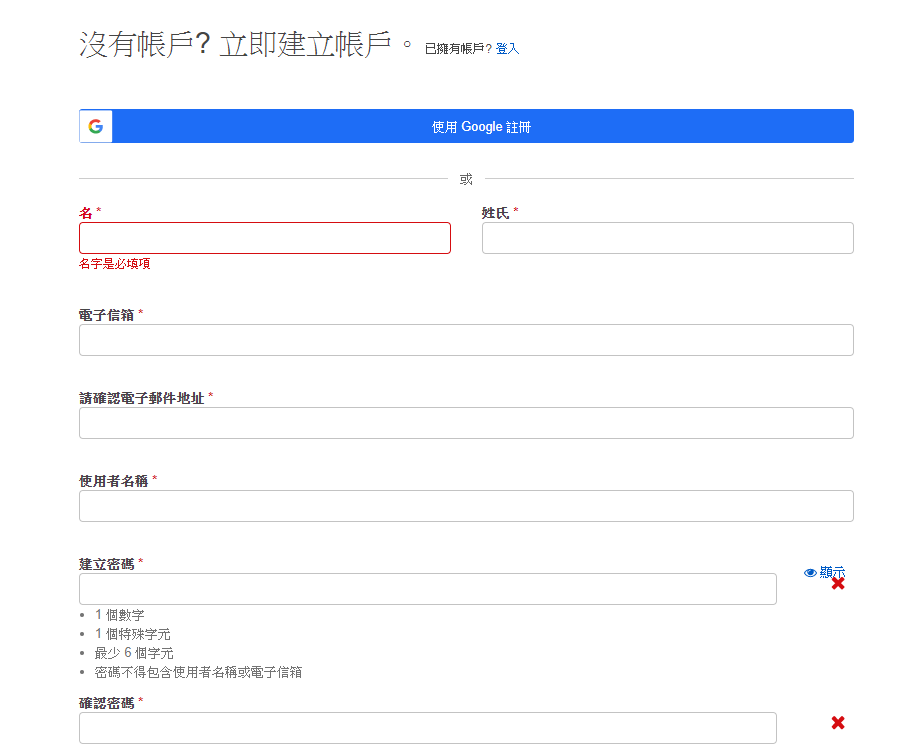 沒有帳戶? 立即建立帳戶。 已擁有帳戶? 登入
使用 Google 註冊
或
名 * 姓氏 *
名字是必填項
電子信箱 *
請確認電子郵件地址 *
使用者名稱 *
建立密碼 *
顯示
• 1 個數字
• 1 個特殊字元
• 最少 6 個字元
• 密碼不得包含使用者名稱或電子信箱
確認密碼 *